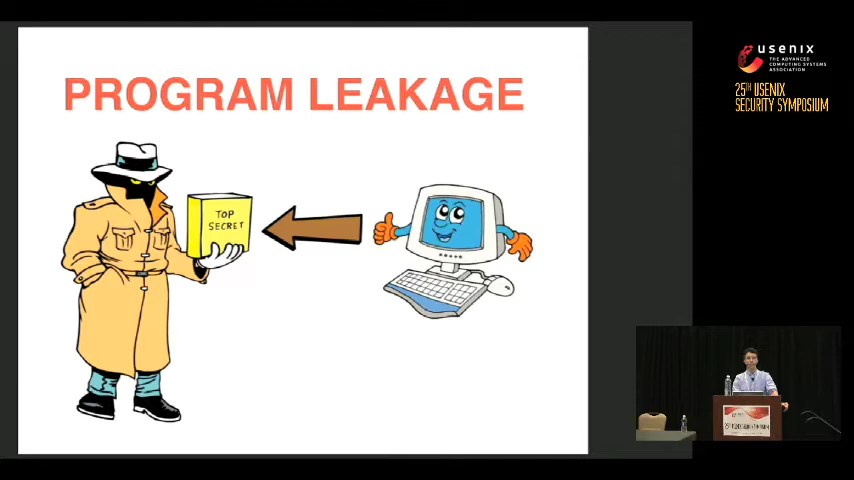 PROGRAM LEAKAGE
TOP
SECRET
usenix
THE ADVANCED
COMPUTING SYSTEMS
ASSOCIATION
25TH USENIX
SECURITY SYMPOSIUM